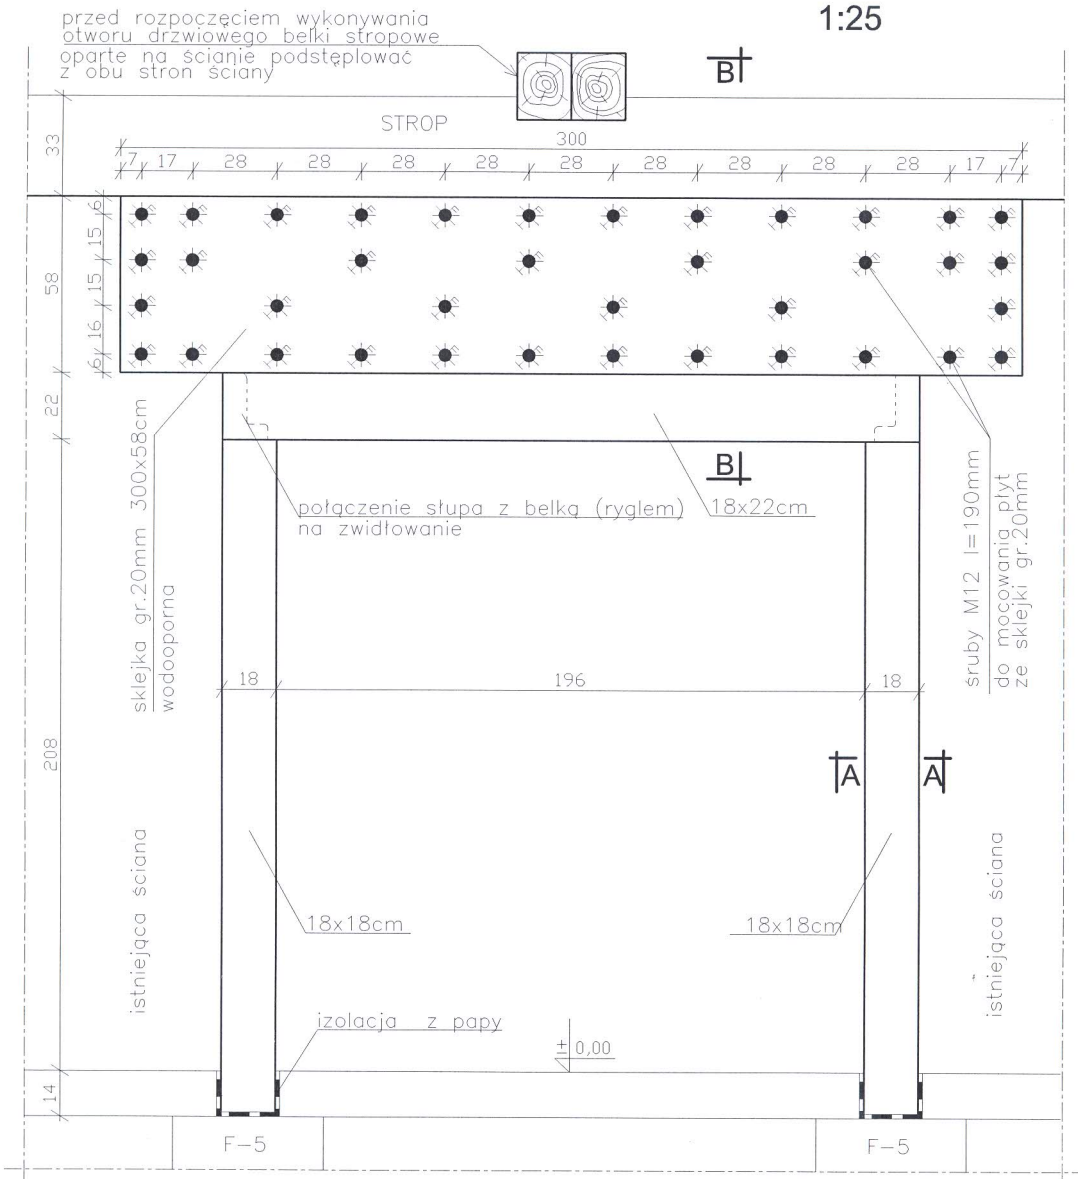 przed rozpoczęciem wykonywania
otworu drzwiowego belki stropowe
oparte na ścianie podstęplować
z obu stron ściany
1:25
B
STROP
300
7 17 28 28 28 28 28 28 28 28 17 7
33
58
22
208
14
6
15
15
16
6
sklejka gr.20mm 300x58cm
wodooporna
połączenie słupa z belką (ryglem)
na zwidłowanie
B
18x22cm
śruby M12 l=190mm
do mocowania płyt
ze sklejki gr.20mm
18 196 18
A A
istniejąca ściana
istniejąca ściana
18x18cm
18x18cm
izolacja z papy
± 0,00
F-5
F-5